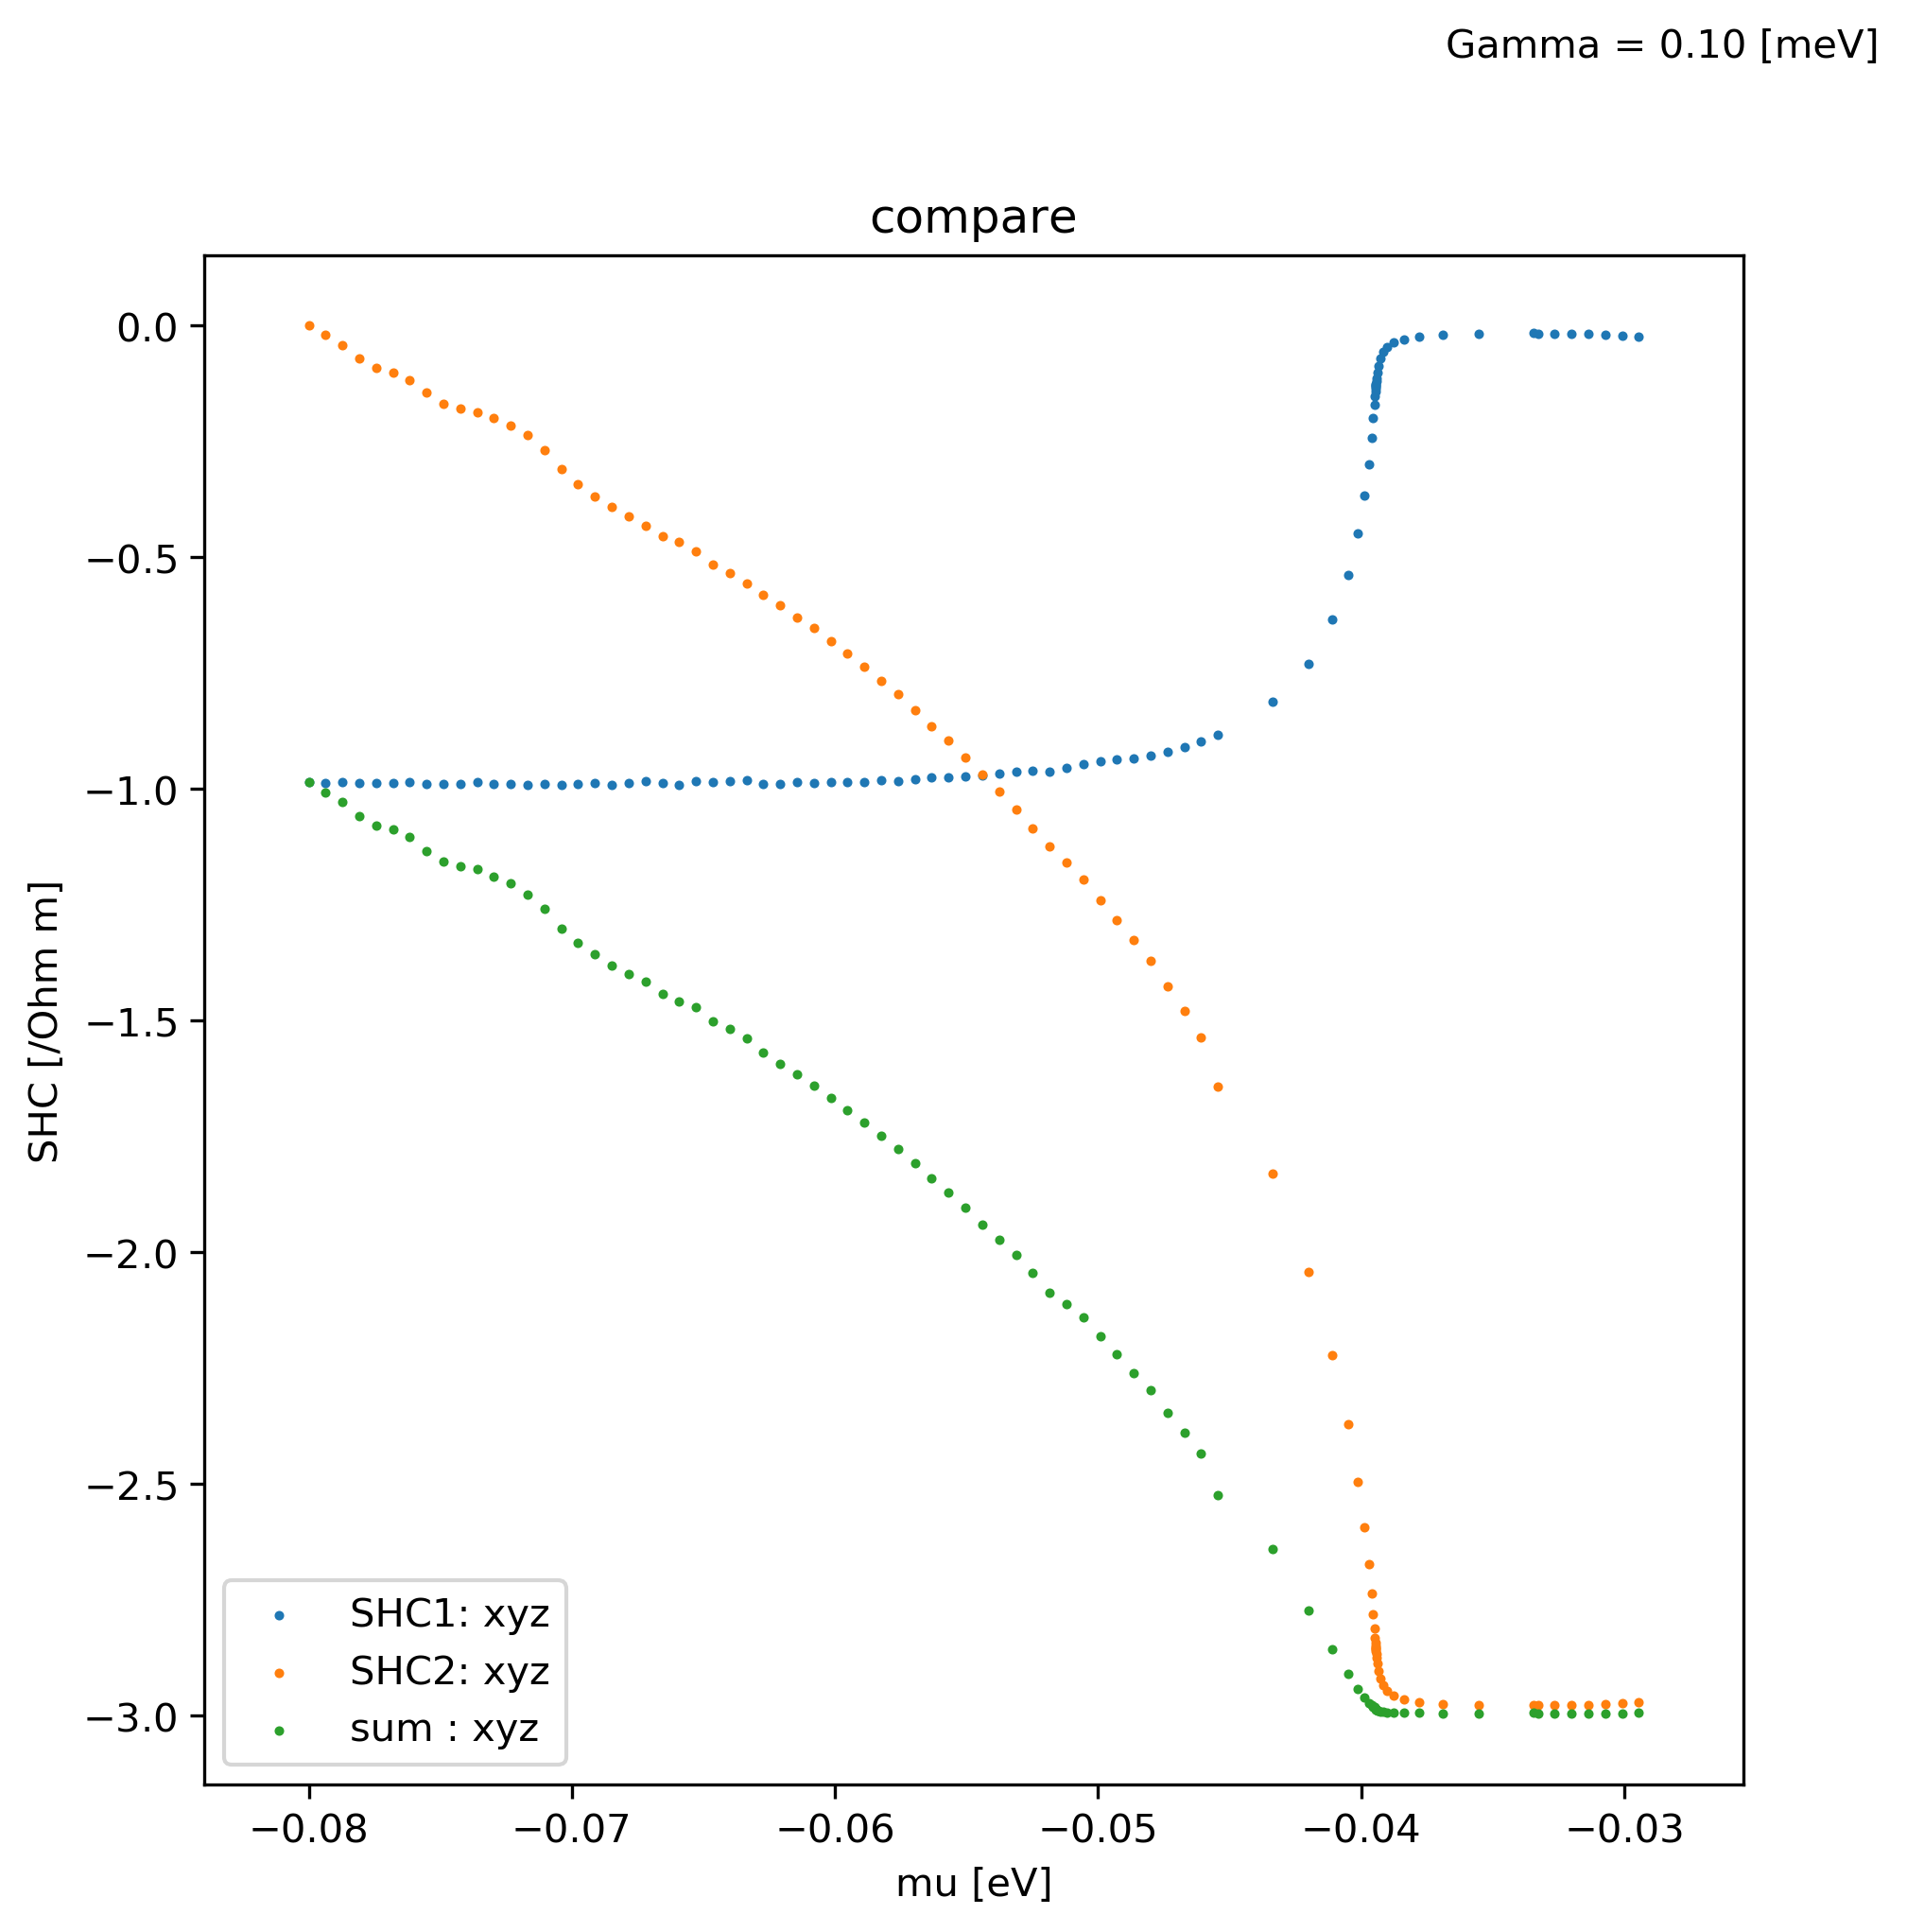 Gamma = 0.10 [meV]
compare
0.0
−0.5
−1.0
−1.5
−2.0
−2.5
−3.0
SHC [/Ohm m]
SHC1: xyz
SHC2: xyz
sum : xyz
−0.08
−0.07
−0.06
−0.05
−0.04
−0.03
mu [eV]